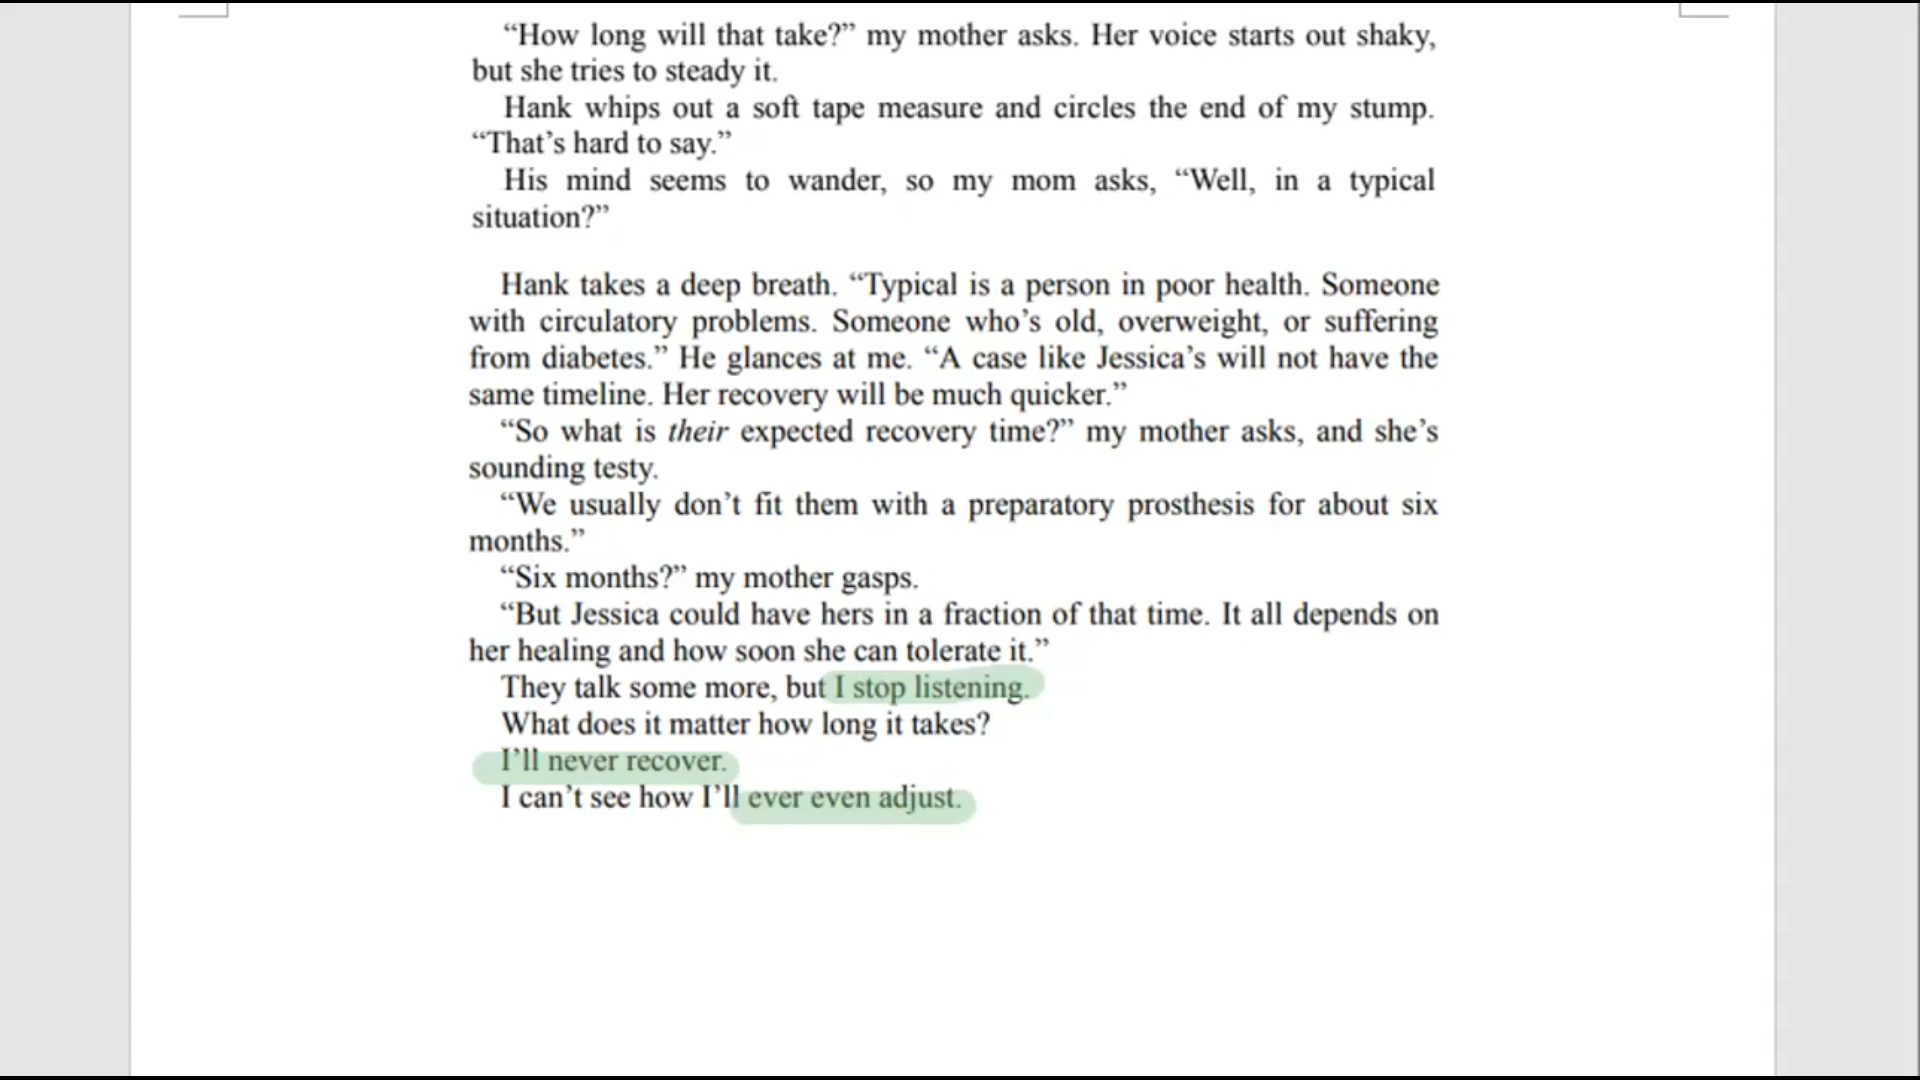 “How long will that take?” my mother asks. Her voice starts out shaky,
but she tries to steady it.
Hank whips out a soft tape measure and circles the end of my stump.
“That’s hard to say.”
His mind seems to wander, so my mom asks, “Well, in a typical
situation?”
Hank takes a deep breath. “Typical is a person in poor health. Someone
with circulatory problems. Someone who’s old, overweight, or suffering
from diabetes.” He glances at me. “A case like Jessica’s will not have the
same timeline. Her recovery will be much quicker.”
“So what is their expected recovery time?” my mother asks, and she’s
sounding testy.
“We usually don’t fit them with a preparatory prosthesis for about six
months.”
“Six months?” my mother gasps.
“But Jessica could have hers in a fraction of that time. It all depends on
her healing and how soon she can tolerate it.”
They talk some more, but I stop listening.
What does it matter how long it takes?
I’ll never recover.
I can’t see how I’ll ever even adjust.